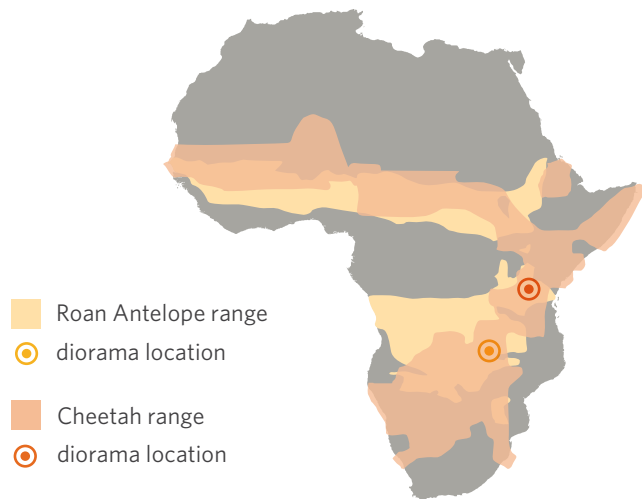 Roan Antelope range
diorama location
Cheetah range
diorama location